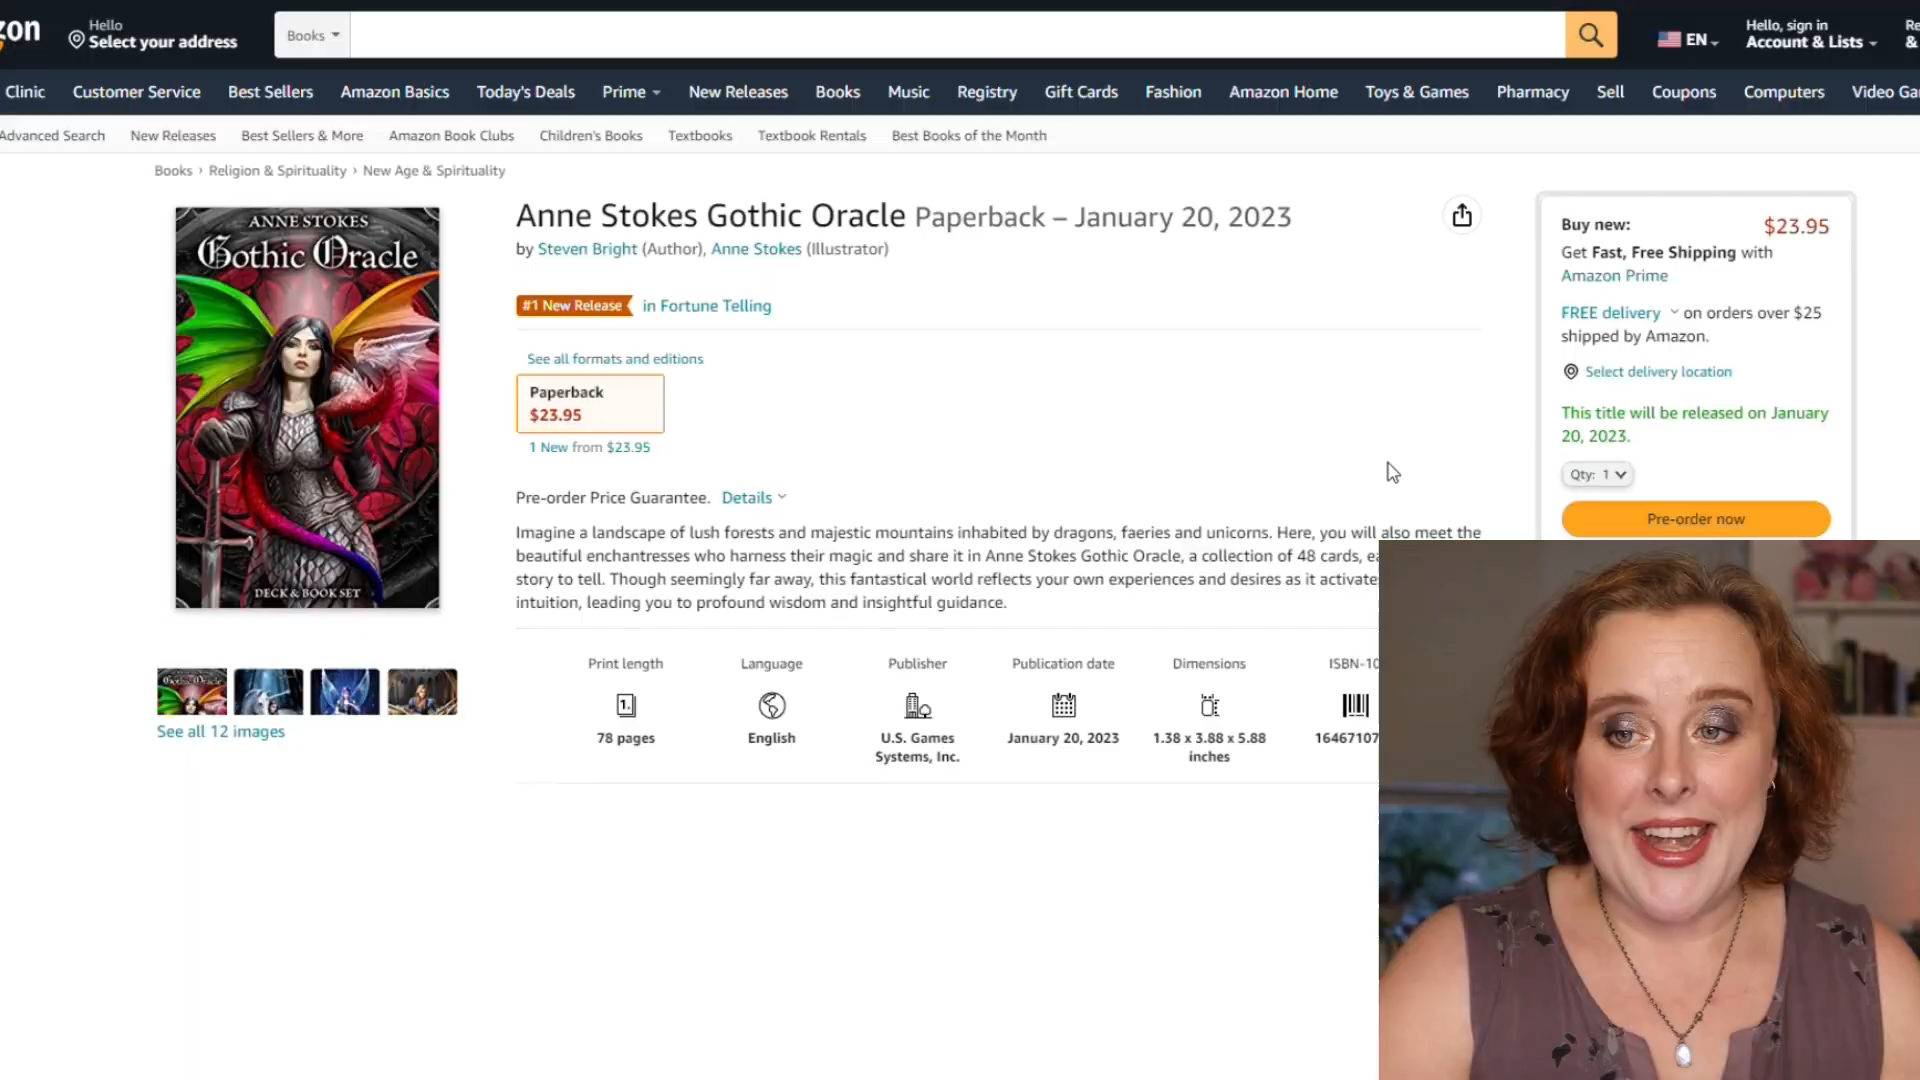 Hello
Select your address
Books
EN
Hello, sign in
Account & Lists
Clinic
Customer Service
Best Sellers
Amazon Basics
Today's Deals
Prime
New Releases
Books
Music
Registry
Gift Cards
Fashion
Amazon Home
Toys & Games
Pharmacy
Sell
Coupons
Computers
Video
Advanced Search
New Releases
Best Sellers & More
Amazon Book Clubs
Children's Books
Textbooks
Textbook Rentals
Best Books of the Month
Books › Religion & Spirituality › New Age & Spirituality
ANNE STOKES
Gothic Oracle
DECK & BOOK SET
See all 12 images
Anne Stokes Gothic Oracle Paperback – January 20, 2023
by Steven Bright (Author), Anne Stokes (Illustrator)
#1 New Release in Fortune Telling
See all formats and editions
Paperback
$23.95
1 New from $23.95
Pre-order Price Guarantee. Details
Imagine a landscape of lush forests and majestic mountains inhabited by dragons, faeries and unicorns. Here, you will also meet the
beautiful enchantresses who harness their magic and share it in Anne Stokes Gothic Oracle, a collection of 48 cards,
story to tell. Though seemingly far away, this fantastical world reflects your own experiences and desires as it
intuition, leading you to profound wisdom and insightful guidance.
Print length
1.
78 pages
Language
English
Publisher
U.S. Games
Systems, Inc.
Publication date
January 20, 2023
Dimensions
1.38 x 3.88 x 5.88
inches
ISBN-10
16467107
Buy new:
$23.95
Get Fast, Free Shipping with
Amazon Prime
FREE delivery on orders over $25
shipped by Amazon.
Select delivery location
This title will be released on January
20, 2023.
Qty: 1
Pre-order now